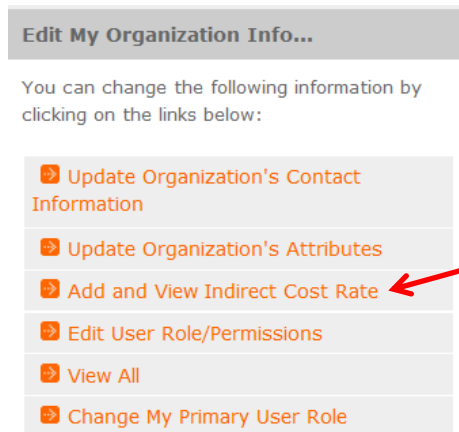 Edit My Organization Info...
You can change the following information by
clicking on the links below:
Update Organization's Contact
Information
Update Organization's Attributes
Add and View Indirect Cost Rate
Edit User Role/Permissions
View All
Change My Primary User Role